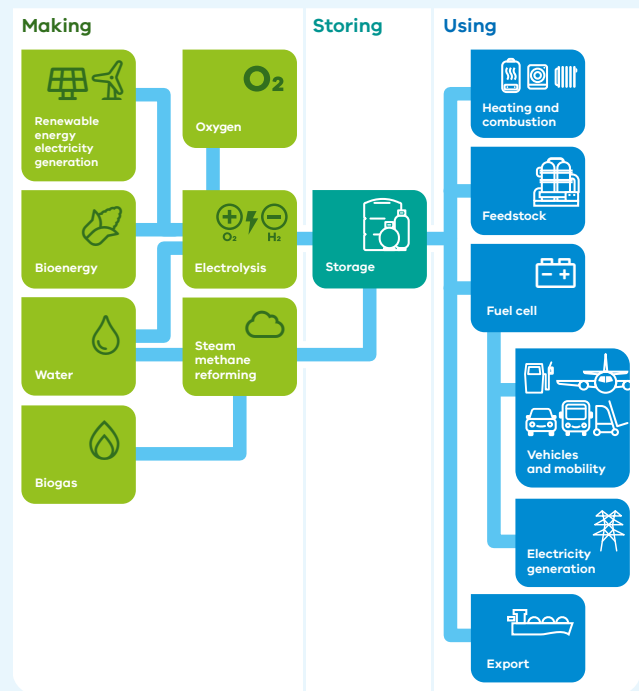 Making
Storing
Using
Renewable
energy
electricity
generation
O₂
Oxygen
Heating and
combustion
Bioenergy
O₂
H₂
Electrolysis
Storage
Feedstock
Water
Steam
methane
reforming
Fuel cell
Biogas
Vehicles
and mobility
Electricity
generation
Export